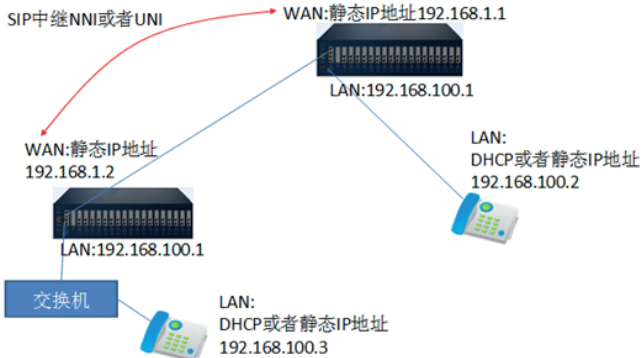 SIP中继NNI或者UNI
WAN:静态IP地址192.168.1.1
LAN:192.168.100.1
WAN:静态IP地址
192.168.1.2
LAN:
DHCP或者静态IP地址
192.168.100.2
LAN:192.168.100.1
交换机
LAN:
DHCP或者静态IP地址
192.168.100.3